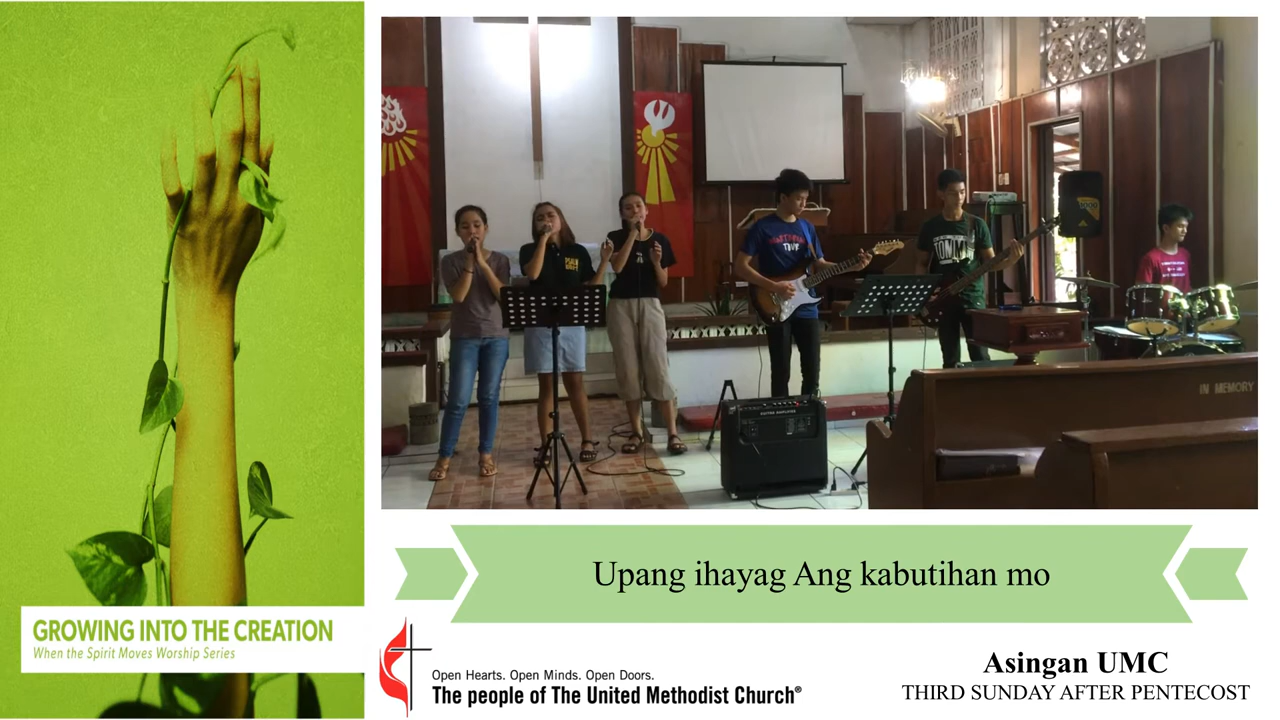 GROWING INTO THE CREATION
When the Spirit Moves Worship Series
IN MEMORY
Upang ihayag Ang kabutihan mo
Open Hearts. Open Minds. Open Doors.
The people of The United Methodist Church®
Asingan UMC
THIRD SUNDAY AFTER PENTECOST